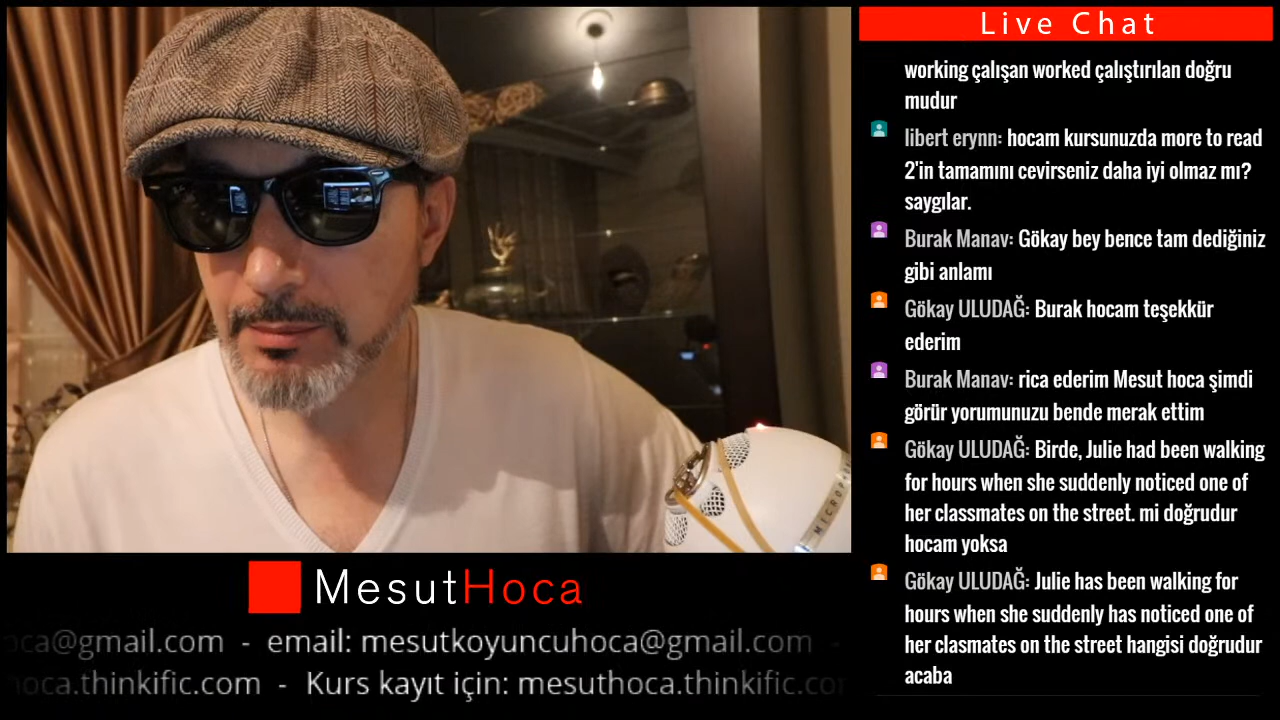 Live Chat
working çalışan worked çalıştırılan doğru
mudur
libert erynn: hocam kursunuzda more to read
2'in tamamını cevirseniz daha iyi olmaz mı?
saygılar.
Burak Manav: Gökay bey bence tam dediğiniz
gibi anlamı
Gökay ULUDAĞ: Burak hocam teşekkür
ederim
Burak Manav: rica ederim Mesut hoca şimdi
görür yorumunuzu bende merak ettim
Gökay ULUDAĞ: Birde, Julie had been walking
for hours when she suddenly noticed one of
her classmates on the street. mi doğrudur
hocam yoksa
Gökay ULUDAĞ: Julie has been walking for
hours when she suddenly has noticed one of
her clasmates on the street hangisi doğrudur
acaba
MesutHoca
oca@gmail.com - email: mesutkoyuncuhoca@gmail.com -
hoca.thinkific.com - Kurs kayıt için: mesuthoca.thinkific.co